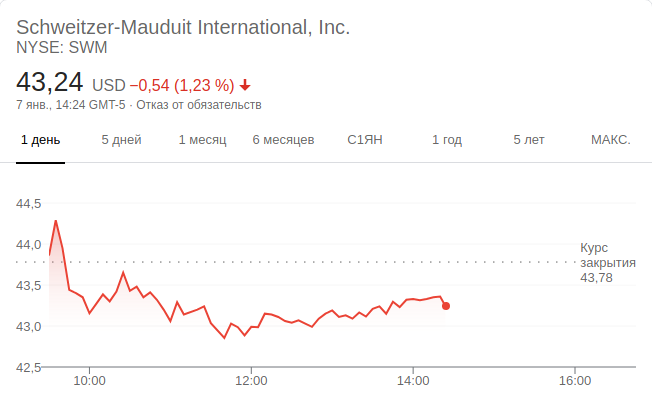 Schweitzer-Mauduit International, Inc.
NYSE: SWM
43,24 USD −0,54 (1,23 %)
7 янв., 14:24 GMT-5 · Отказ от обязательств
1 день 5 дней 1 месяц 6 месяцев С1ЯН 1 год 5 лет МАКС.
44,5
44,0
43,5
43,0
42,5
Курс
закрытия
43,78
10:00 12:00 14:00 16:00